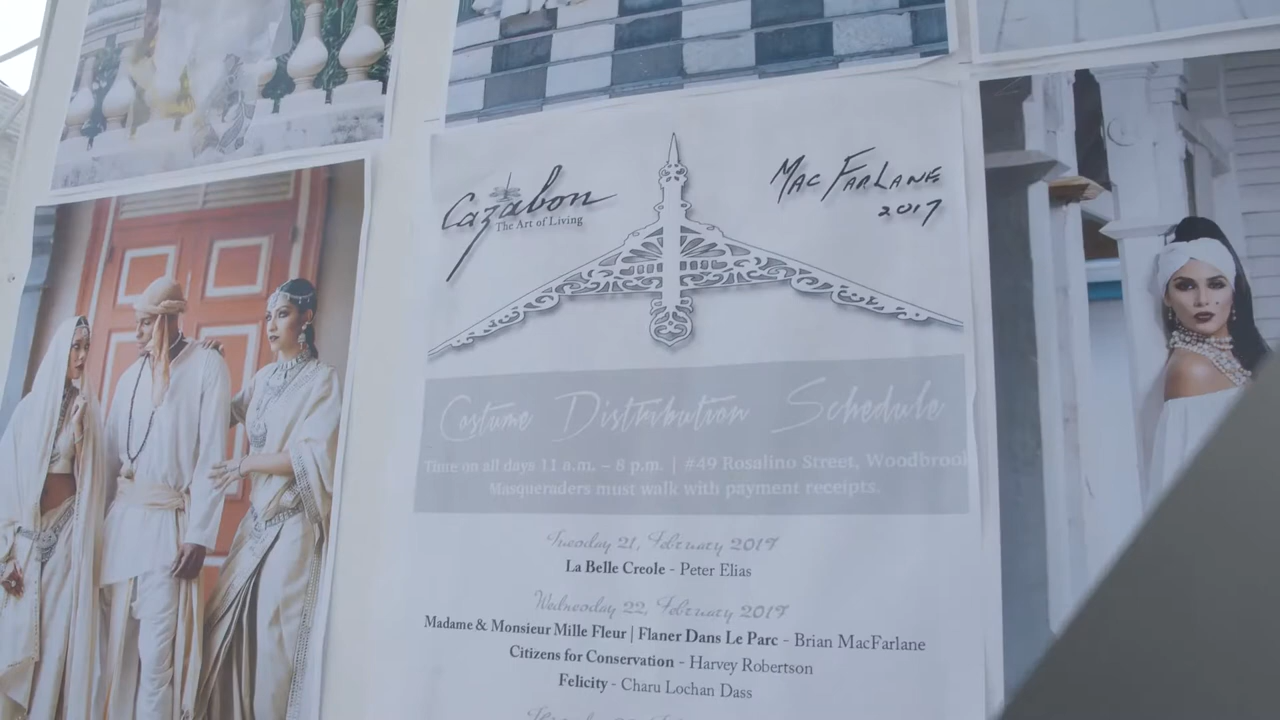 Cazabon
The Art of Living
MacFarlane
2017
Costume Distribution Schedule
Time on all days 11 a.m. – 8 p.m. | #49 Rosalino Street, Woodbrook
Masqueraders must walk with payment receipts.
Tuesday 21, February 2017
La Belle Creole - Peter Elias
Wednesday 22, February 2017
Madame & Monsieur Mille Fleur | Flaner Dans Le Parc - Brian MacFarlane
Citizens for Conservation - Harvey Robertson
Felicity - Charu Lochan Dass